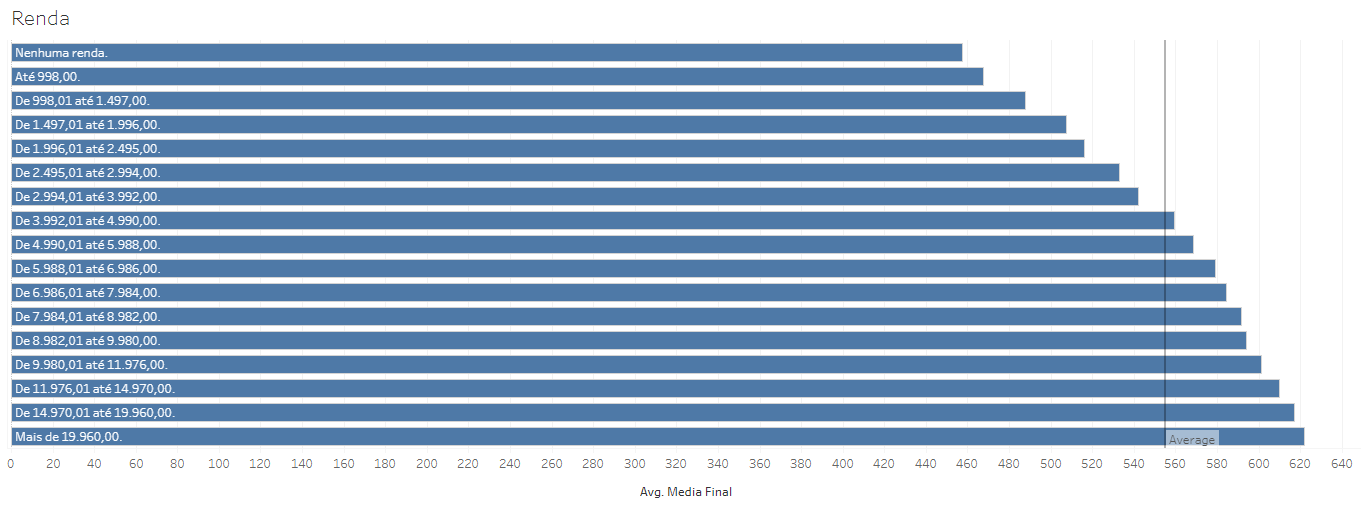 Renda
Nenhuma renda.
Até 998,00.
De 998,01 até 1.497,00.
De 1.497,01 até 1.996,00.
De 1.996,01 até 2.495,00.
De 2.495,01 até 2.994,00.
De 2.994,01 até 3.992,00.
De 3.992,01 até 4.990,00.
De 4.990,01 até 5.988,00.
De 5.988,01 até 6.986,00.
De 6.986,01 até 7.984,00.
De 7.984,01 até 8.982,00.
De 8.982,01 até 9.980,00.
De 9.980,01 até 11.976,00.
De 11.976,01 até 14.970,00.
De 14.970,01 até 19.960,00.
Mais de 19.960,00.
Average
0 20 40 60 80 100 120 140 160 180 200 220 240 260 280 300 320 340 360 380 400 420 440 460 480 500 520 540 560 580 600 620 640
Avg. Media Final